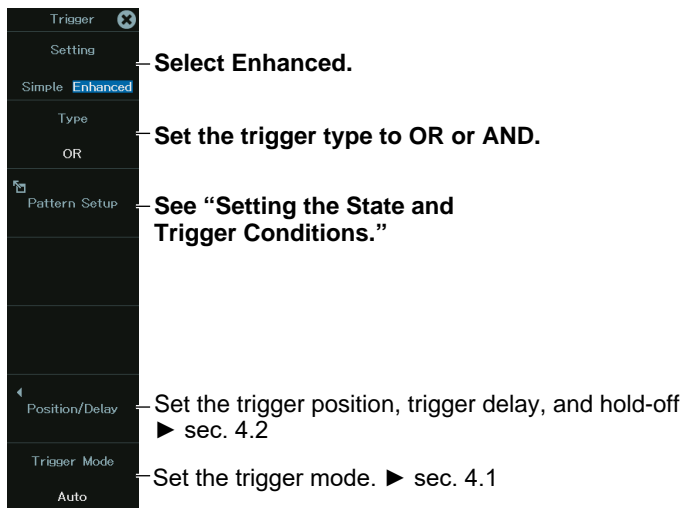 Trigger
Setting
Simple Enhanced
Select Enhanced.
Type
OR
Set the trigger type to OR or AND.
Pattern Setup
See “Setting the State and
Trigger Conditions.”
Position/Delay
Set the trigger position, trigger delay, and hold-off
► sec. 4.2
Trigger Mode
Auto
Set the trigger mode. ► sec. 4.1